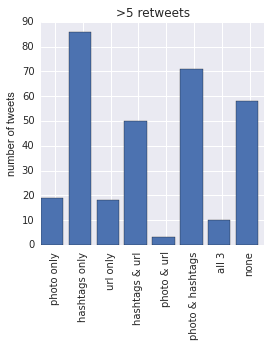 >5 retweets
number of tweets
90
80
70
60
50
40
30
20
10
0
photo only
hashtags only
url only
hashtags & url
photo & url
photo & hashtags
all 3
none